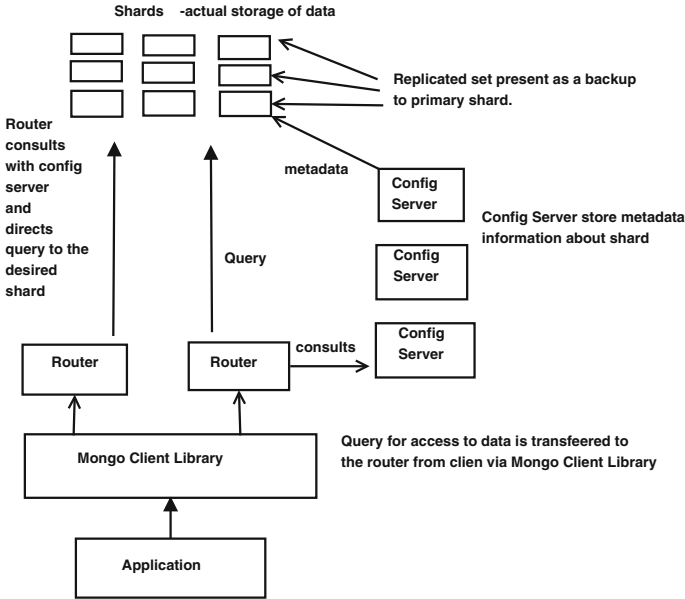 Shards -actual storage of data
Replicated set present as a backup
to primary shard.
Router
consults
with config
server
and
directs
query to the
desired
shard
metadata
Config
Server
Config Server store metadata
information about shard
Query
Config
Server
consults
Config
Server
Router
Router
Mongo Client Library
Query for access to data is transfeered to
the router from clien via Mongo Client Library
Application